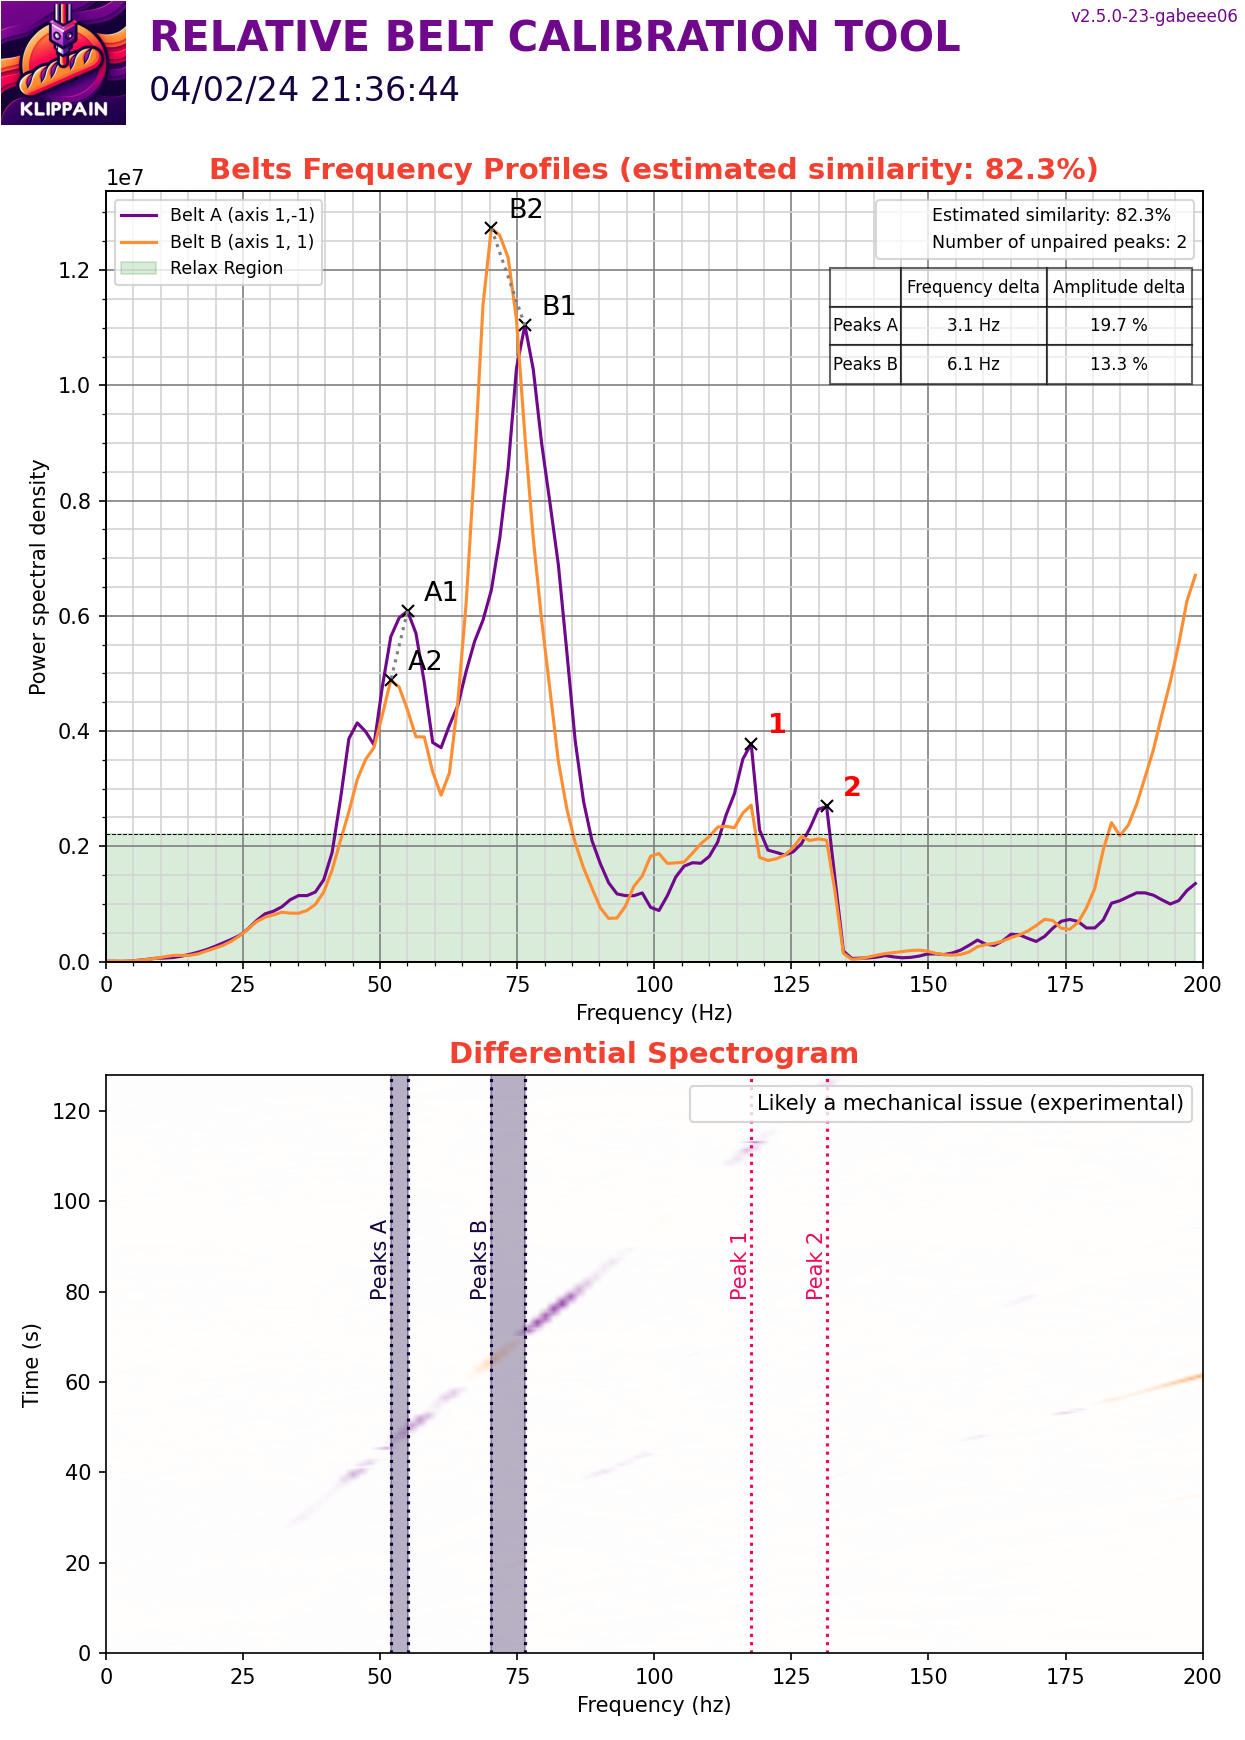 KLIPPAIN
RELATIVE BELT CALIBRATION TOOL
04/02/24 21:36:44
v2.5.0-23-gabeee06
Belts Frequency Profiles (estimated similarity: 82.3%)
1e7
Belt A (axis 1,-1)
Belt B (axis 1, 1)
Relax Region
Estimated similarity: 82.3%
Number of unpaired peaks: 2
Frequency delta Amplitude delta
Peaks A 3.1 Hz 19.7 %
Peaks B 6.1 Hz 13.3 %
B2
B1
A1
A2
1
2
Power spectral density
1.2
1.0
0.8
0.6
0.4
0.2
0.0
0 25 50 75 100 125 150 175 200
Frequency (Hz)
Differential Spectrogram
Likely a mechanical issue (experimental)
Peaks A
Peaks B
Peak 1
Peak 2
Time (s)
120
100
80
60
40
20
0
0 25 50 75 100 125 150 175 200
Frequency (hz)